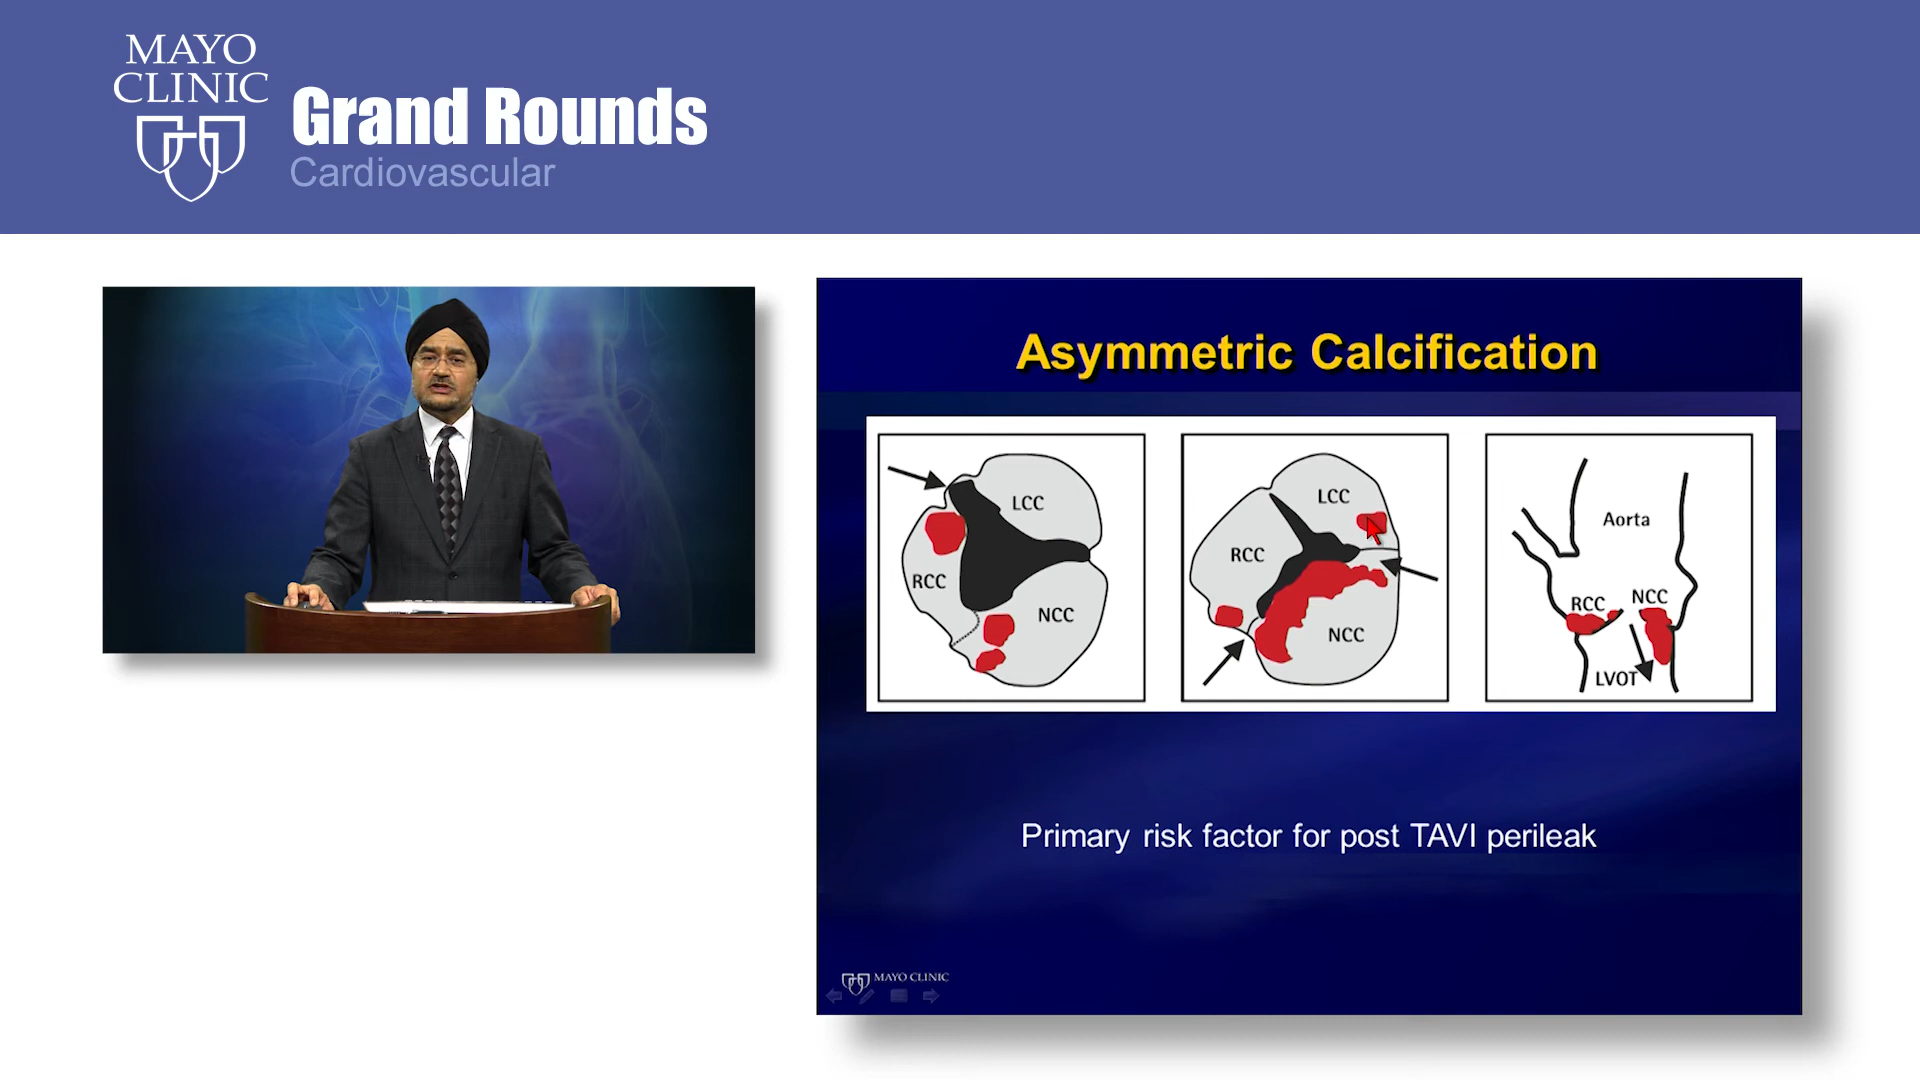 MAYO
CLINIC
Grand Rounds
Cardiovascular
Asymmetric Calcification
LCC
RCC
NCC
LCC
RCC
NCC
Aorta
RCC
NCC
LVOT
Primary risk factor for post TAVI perileak
MAYO CLINIC